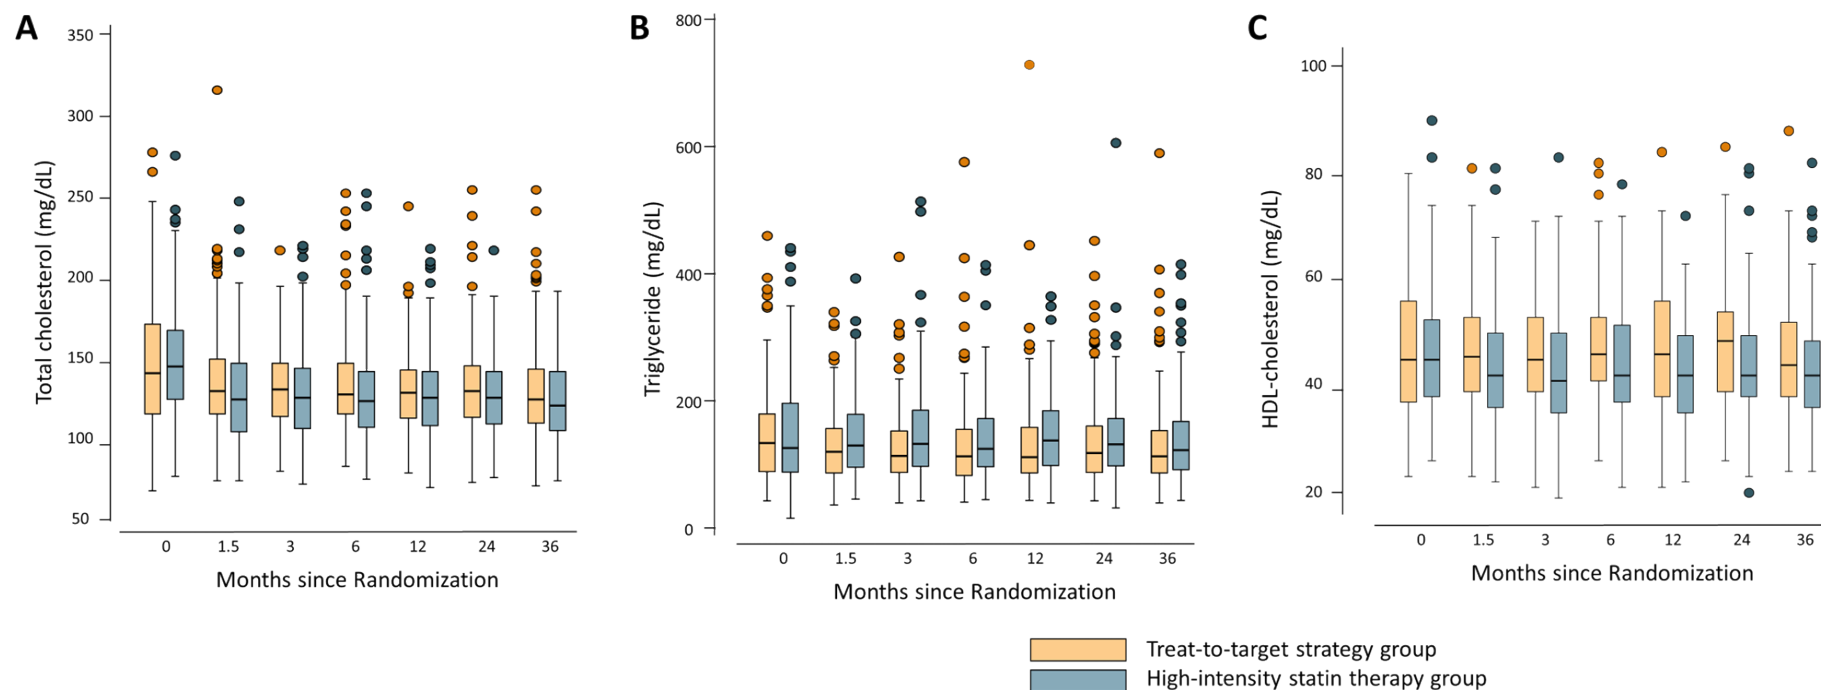 A
Total cholesterol (mg/dL)
350
300
250
200
150
100
50
0 1.5 3 6 12 24 36
Months since Randomization
B
Triglyceride (mg/dL)
800
600
400
200
0
0 1.5 3 6 12 24 36
Months since Randomization
C
HDL-cholesterol (mg/dL)
100
80
60
40
20
0 1.5 3 6 12 24 36
Months since Randomization
Treat-to-target strategy group
High-intensity statin therapy group